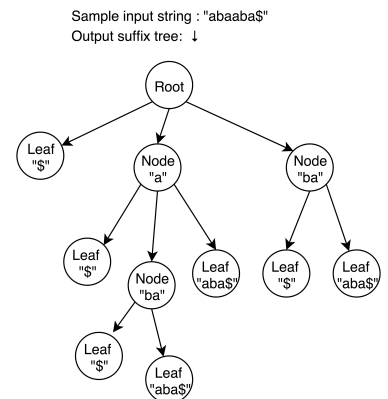 Sample input string : "abaaba$"
Output suffix tree: ↓
Root
Leaf
"$"
Node
"a"
Node
"ba"
Leaf
"$"
Node
"ba"
Leaf
"aba$"
Leaf
"$"
Leaf
"aba$"
Leaf
"$"
Leaf
"aba$"